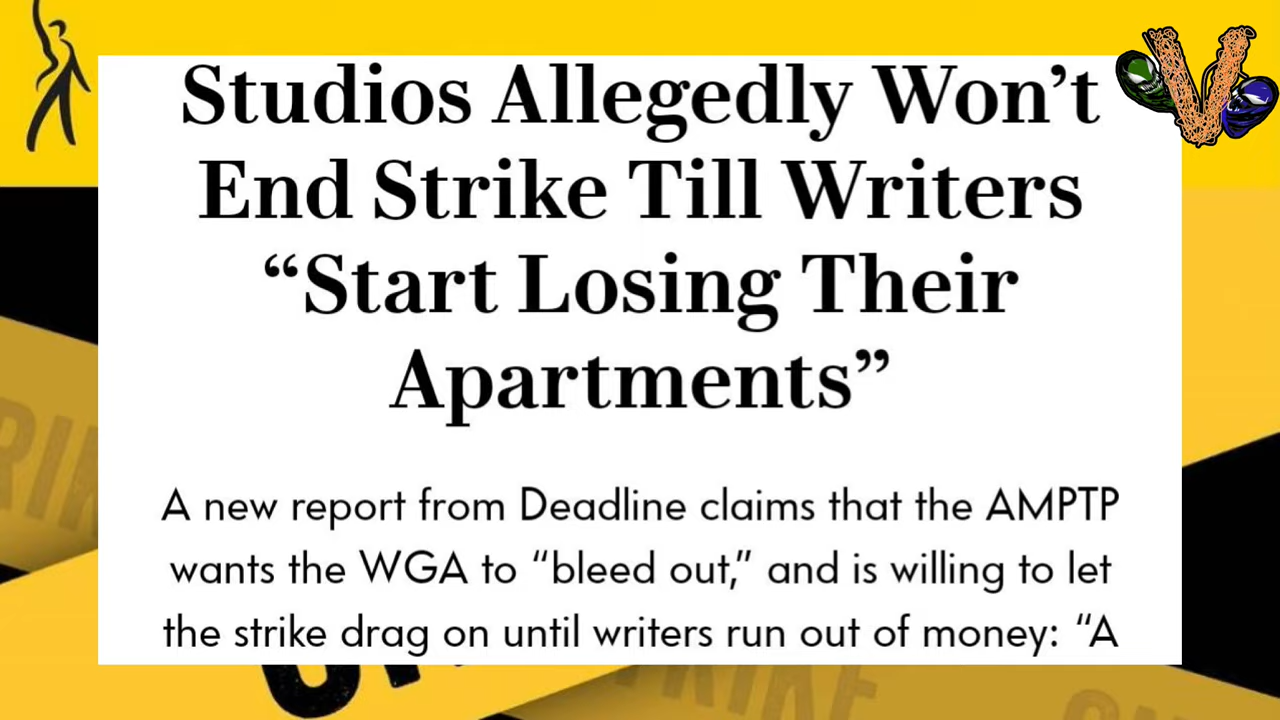 Studios Allegedly Won’t
End Strike Till Writers
“Start Losing Their
Apartments”
A new report from Deadline claims that the AMPTP
wants the WGA to “bleed out,” and is willing to let
the strike drag on until writers run out of money: “A
V
STRIKE